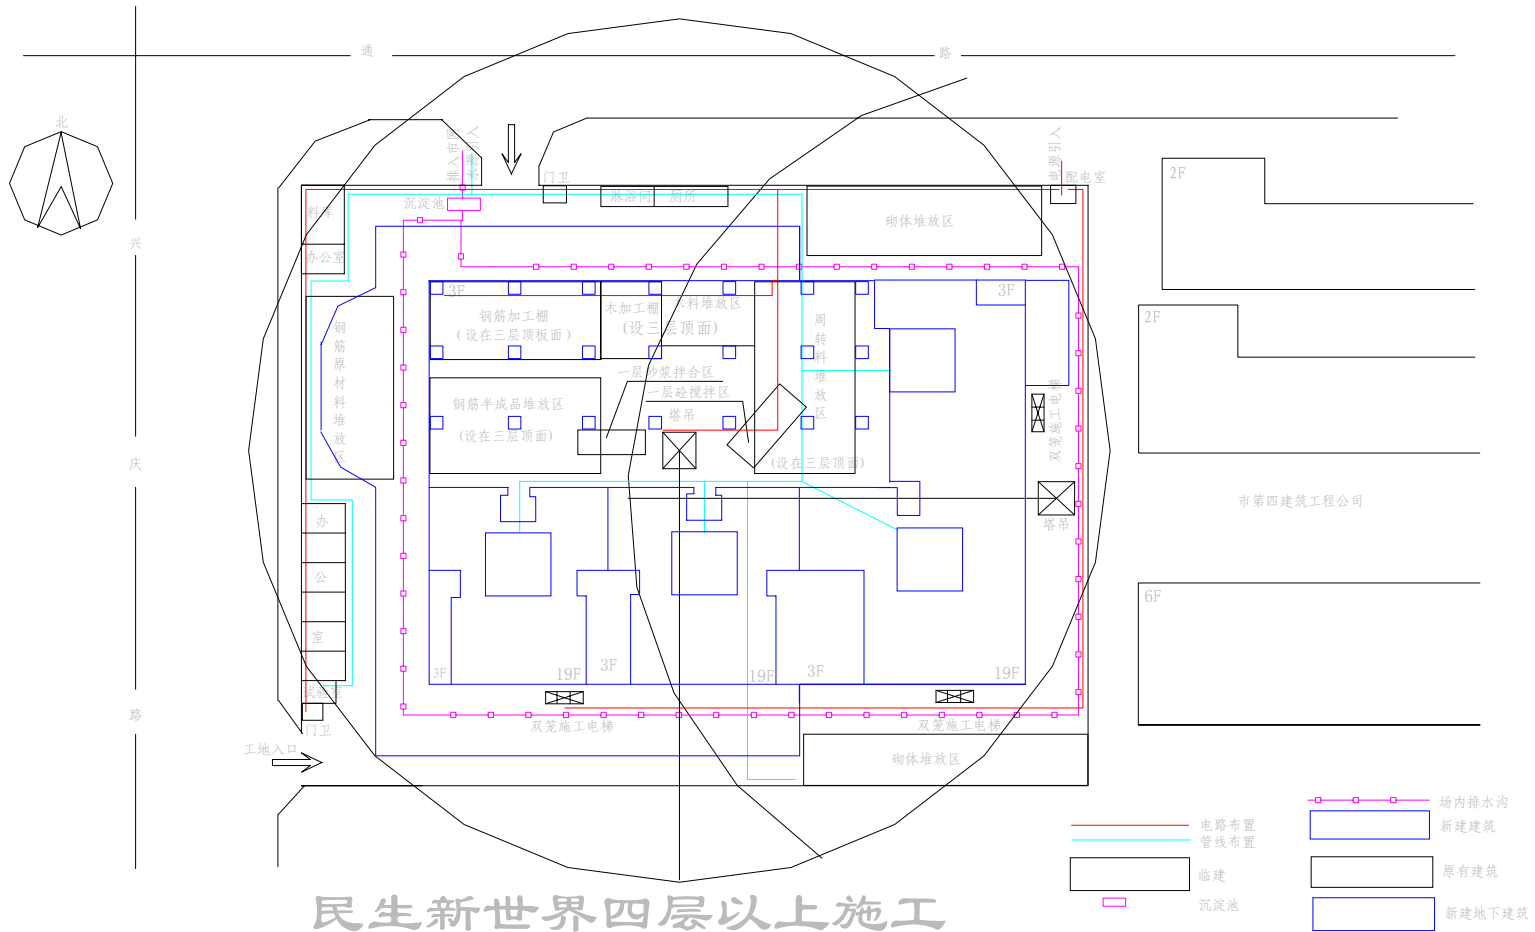 通
路
北
排入市网
水源引入
电源引入
门卫
配电室
2F
淋浴间
厕所
沉淀池
料库
砌体堆放区
兴
办公室
3F
3F
木加工棚
木料堆放区
钢筋加工棚
(设在三层顶板面)
(设三层顶面)
周转料堆放区
2F
钢筋原材料堆放区
一层砂浆拌合区
一层砼搅拌区
钢筋半成品堆放区
塔吊
双笼施工电梯
(设在三层顶面)
(设在三层顶面)
庆
市第四建筑工程公司
办
塔吊
公
6F
室
3F
19F
3F
19F
3F
19F
试验室
路
门卫
双笼施工电梯
双笼施工电梯
工地入口
砌体堆放区
场内排水沟
电路布置
新建建筑
管线布置
临建
原有建筑
沉淀池
新建地下建筑
民生新世界四层以上施工